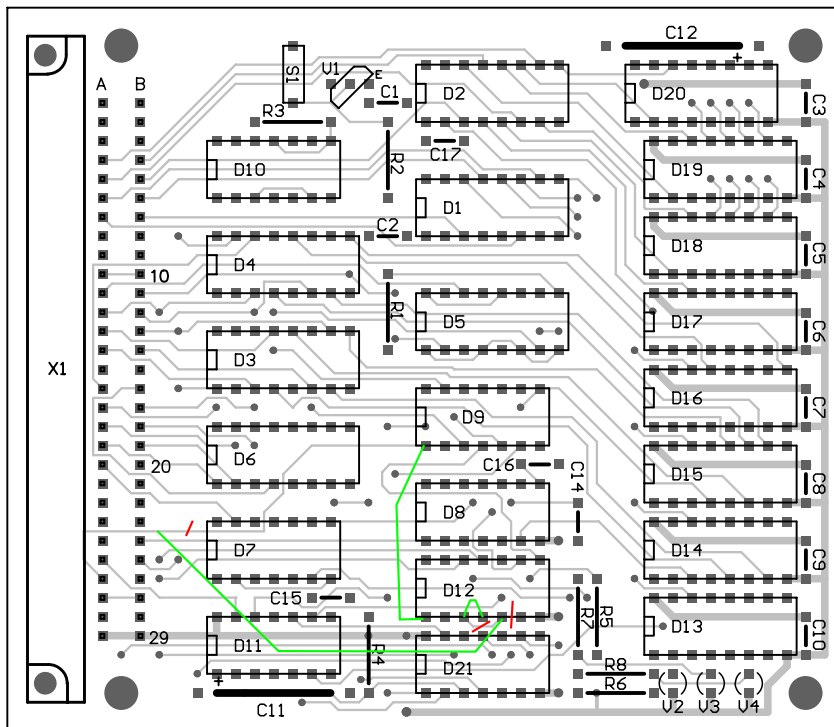 C12
U1
E
S1
+
A B
D2
D20
C1
C3
R3
C17
R2
D10
D19
C4
D1
C2
D18
C5
D4
10
R1
D5
D17
C6
X1
D3
D16
C7
D9
D6
20
C16
C14
D15
C8
D8
D7
D14
C9
D12
C15
R7
R5
D13
C10
29
D11
R4
D21
R8
+
R6
C11
V2 V3 V4